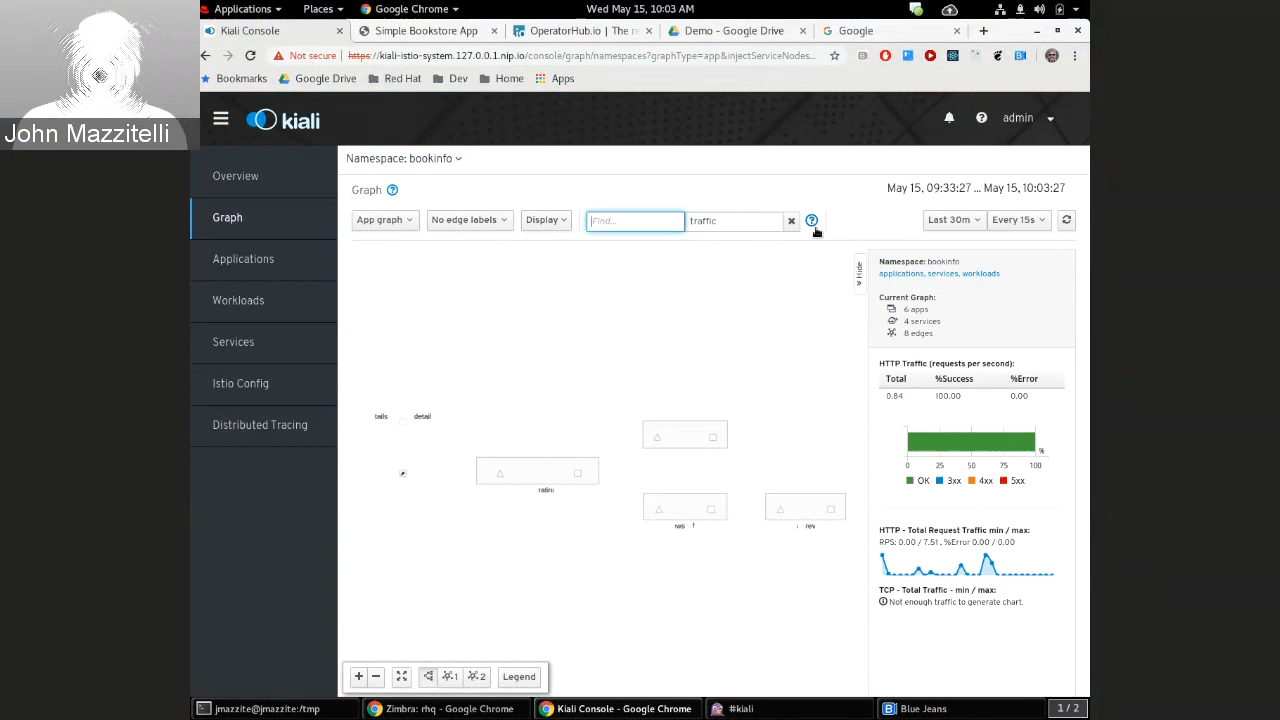 Applications
Places
Google Chrome
Wed May 15, 10:03 AM
Kiali Console
Simple Bookstore App
OperatorHub.io | The re
Demo - Google Drive
Google
Not secure
https://kiali-istio-system.127.0.0.1.nip.io/console/graph/namespaces?graphType=app&injectServiceNodes...
Bookmarks
Google Drive
Red Hat
Dev
Home
Apps
John Mazzitelli
kiali
admin
Namespace: bookinfo
Overview
Graph
Applications
Workloads
Services
Istio Config
Distributed Tracing
Graph
May 15, 09:33:27 ... May 15, 10:03:27
App graph
No edge labels
Display
Find...
traffic
Last 30m
Every 15s
Hide
Namespace: bookinfo
applications, services, workloads
Current Graph:
6 apps
4 services
8 edges
HTTP Traffic (requests per second):
Total %Success %Error
0.84 100.00 0.00
%
0 25 50 75 100
OK 3xx 4xx 5xx
HTTP - Total Request Traffic min / max:
RPS: 0.00 / 7.51 , %Error 0.00 / 0.00
TCP - Total Traffic - min / max:
Not enough traffic to generate chart.
tails
detail
ratin
rev
1
2
Legend
jmazzite@jmazzite:/tmp
Zimbra: rhq - Google Chrome
Kiali Console - Google Chrome
#kiali
Blue Jeans
1 / 2